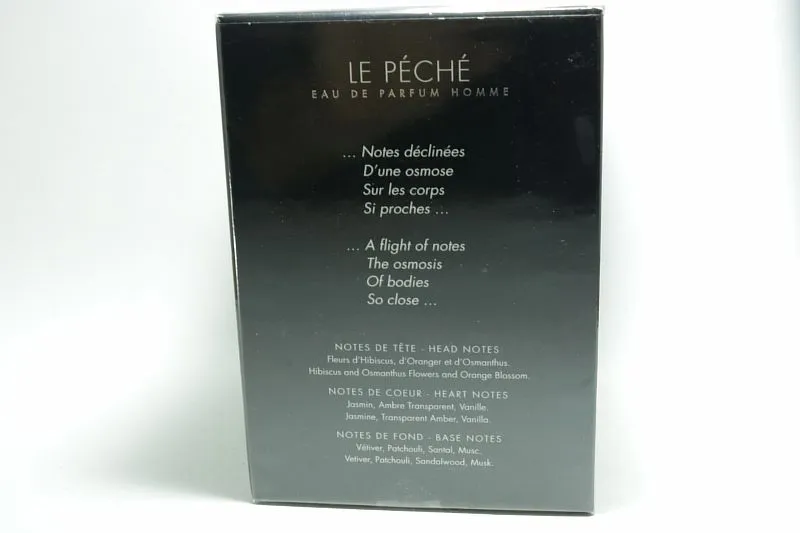 LE PÉCHÉ
EAU DE PARFUM HOMME
... Notes déclinées
D'une osmose
Sur les corps
Si proches ...
... A flight of notes
The osmosis
Of bodies
So close ...
NOTES DE TÊTE - HEAD NOTES
Fleurs d'Hibiscus, d'Oranger et d'Osmanthus.
Hibiscus and Osmanthus Flowers and Orange Blossom.
NOTES DE COEUR - HEART NOTES
Jasmin, Ambre Transparent, Vanille.
Jasmine, Transparent Amber, Vanilla.
NOTES DE FOND - BASE NOTES
Vétiver, Patchouli, Santal, Musc.
Vetiver, Patchouli, Sandalwood, Musk.